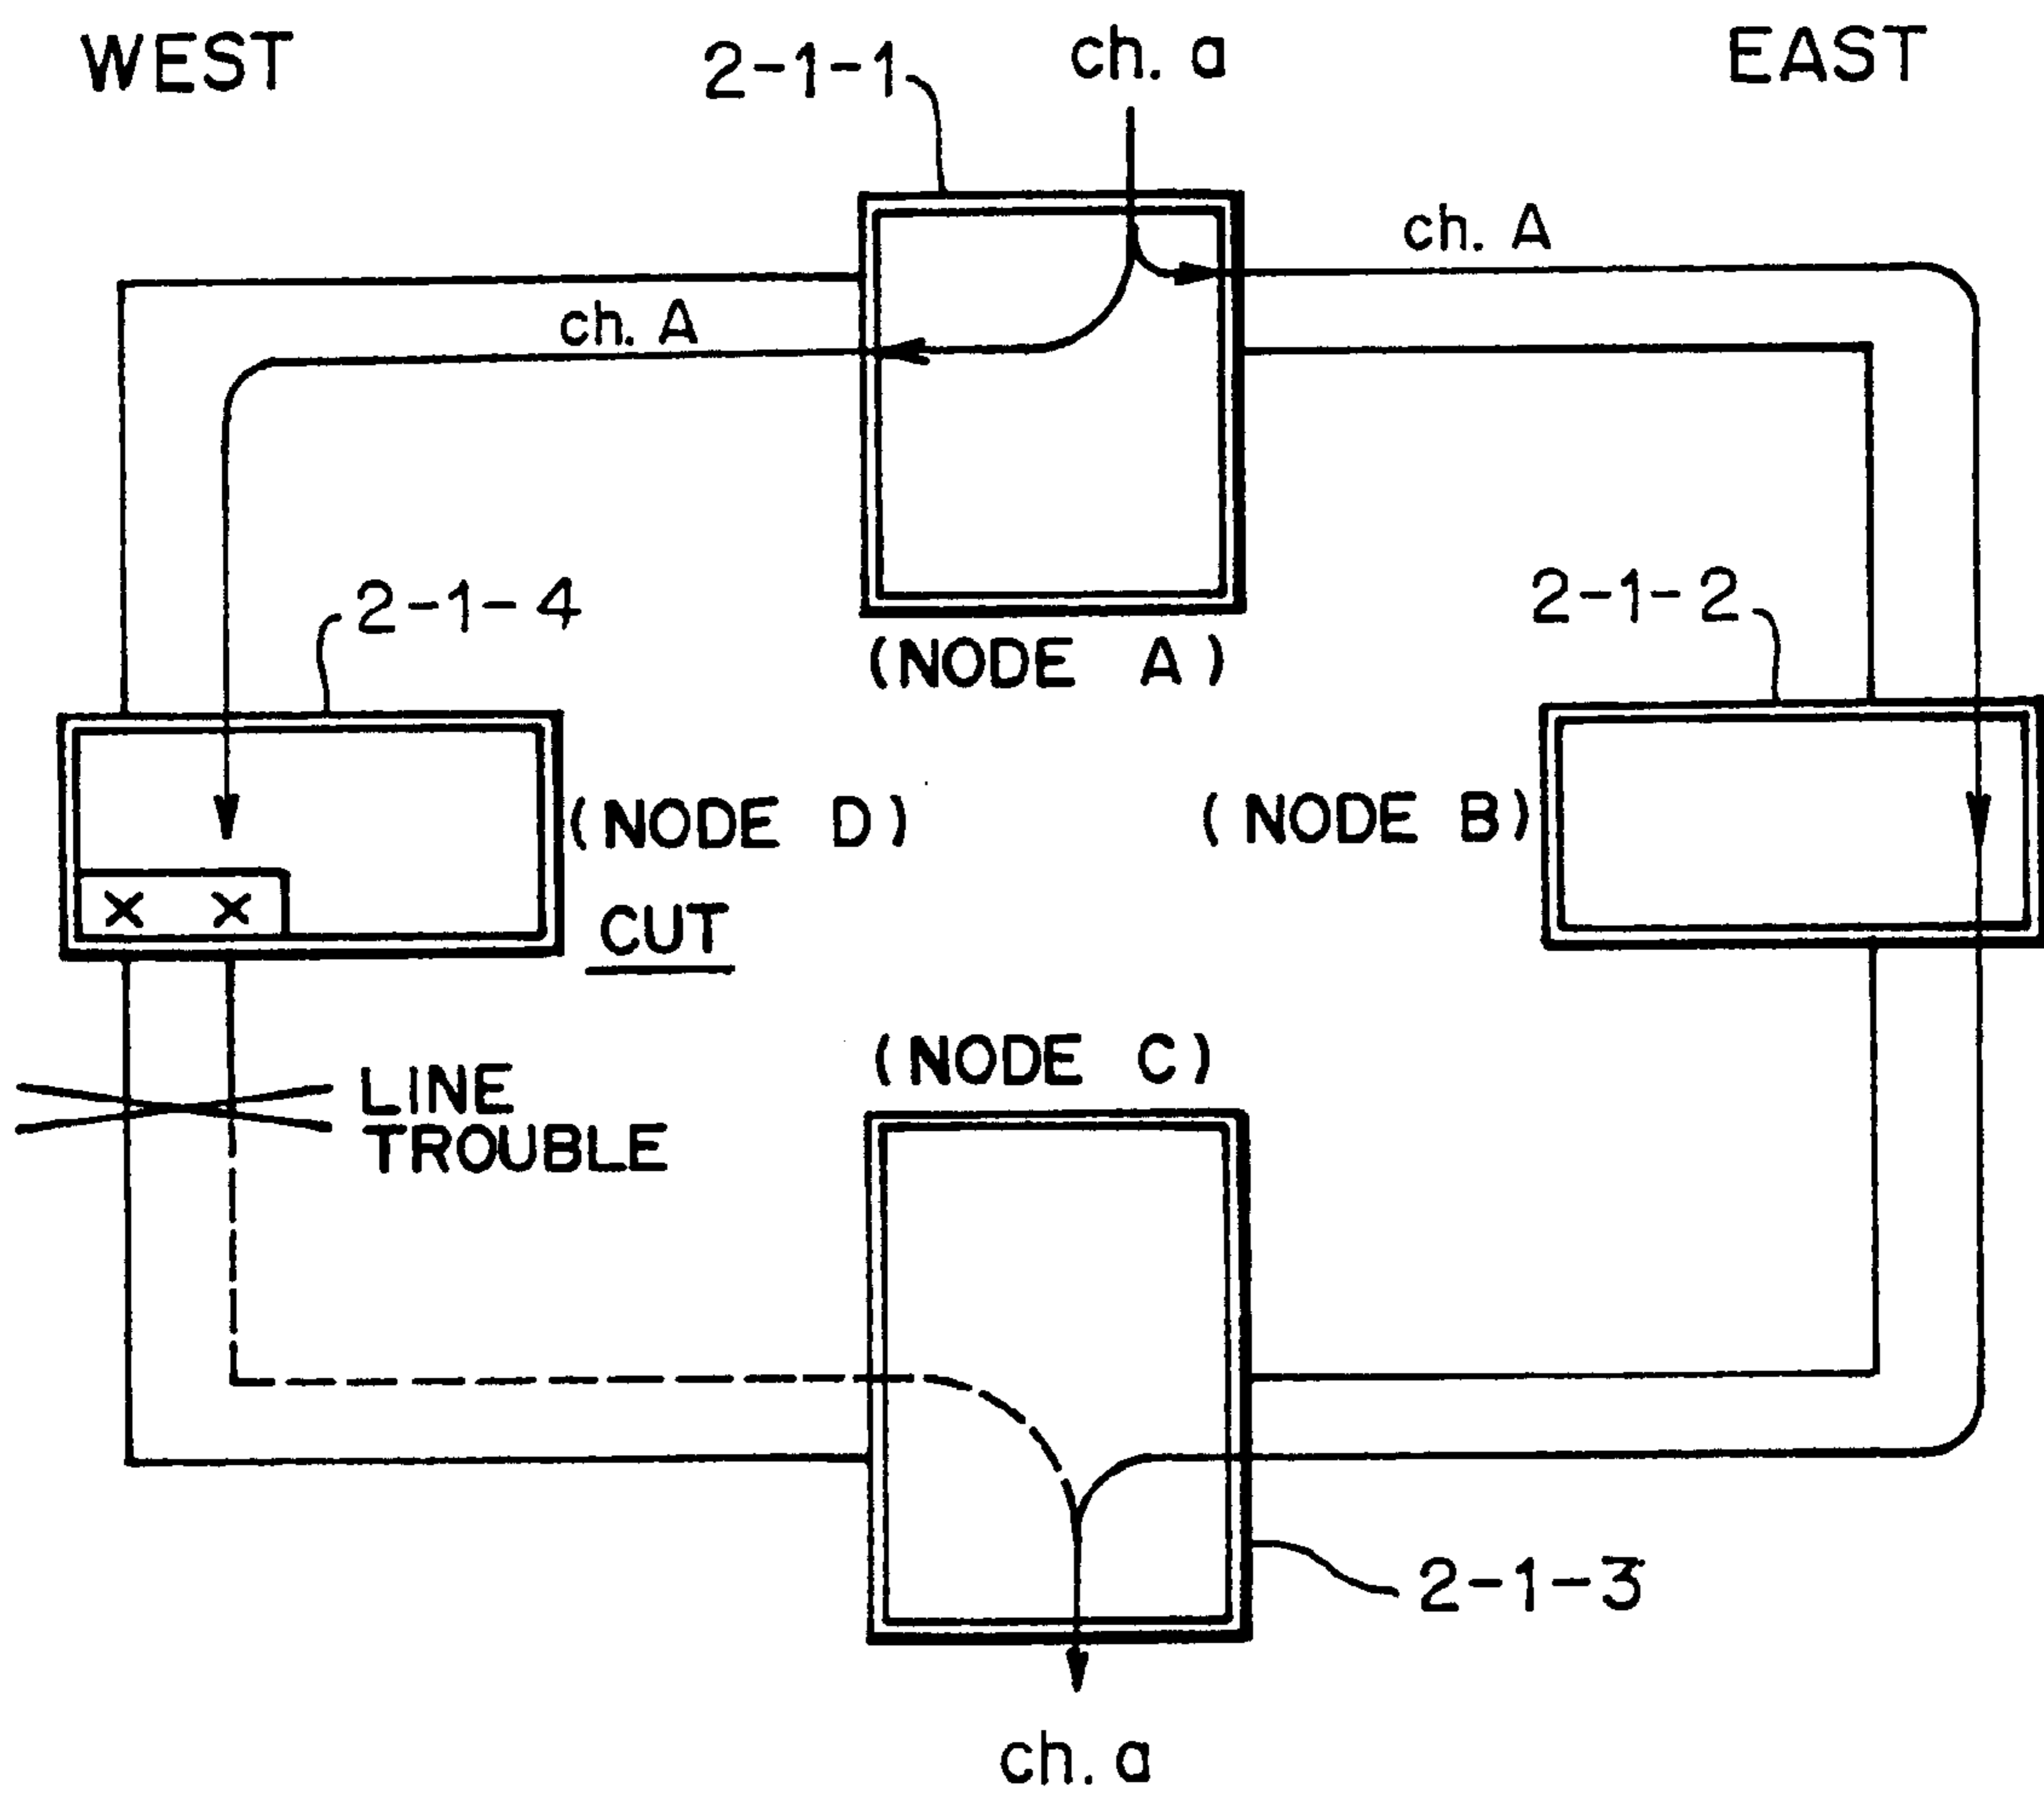 WEST
2-1-1
ch. a
EAST
ch. A
ch. A
2-1-4
2-1-2
(NODE A)
(NODE D)
(NODE B)
x x
CUT
(NODE C)
LINE
TROUBLE
2-1-3
ch. a